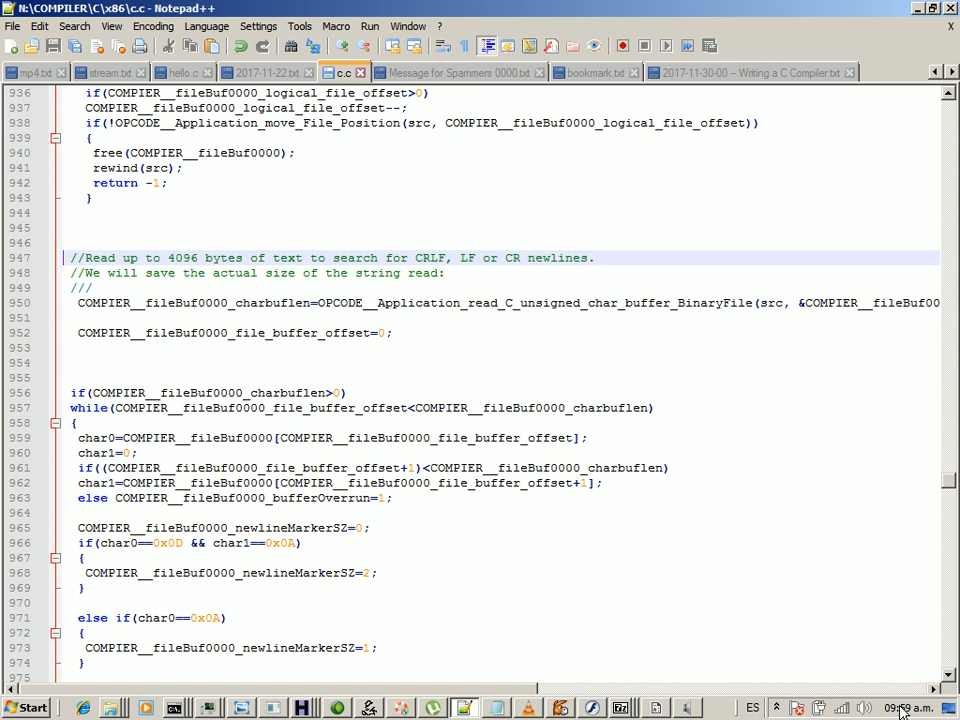 N:\COMPILER\C\x86\c.c - Notepad++
File Edit Search View Encoding Language Settings Tools Macro Run Window ? X
mp4.txt stream.txt hello.c 2017-11-22.txt c.c Message for Spammers 0000.txt bookmark.txt 2017-11-30-00 – Writing a C Compiler.txt
936 if(COMPIER__fileBuf0000_logical_file_offset>0)
937 COMPIER__fileBuf0000_logical_file_offset--;
938 if(!OPCODE__Application_move_File_Position(src, COMPIER__fileBuf0000_logical_file_offset))
939 {
940 free(COMPIER__fileBuf0000);
941 rewind(src);
942 return -1;
943 }
944
945
946
947 //Read up to 4096 bytes of text to search for CRLF, LF or CR newlines.
948 //We will save the actual size of the string read:
949 ///
950 COMPIER__fileBuf0000_charbuflen=OPCODE__Application_read_C_unsigned_char_buffer_BinaryFile(src, &COMPIER__fileBuf00
951
952 COMPIER__fileBuf0000_file_buffer_offset=0;
953
954
955
956 if(COMPIER__fileBuf0000_charbuflen>0)
957 while(COMPIER__fileBuf0000_file_buffer_offset<COMPIER__fileBuf0000_charbuflen)
958 {
959 char0=COMPIER__fileBuf0000[COMPIER__fileBuf0000_file_buffer_offset];
960 char1=0;
961 if((COMPIER__fileBuf0000_file_buffer_offset+1)<COMPIER__fileBuf0000_charbuflen)
962 char1=COMPIER__fileBuf0000[COMPIER__fileBuf0000_file_buffer_offset+1];
963 else COMPIER__fileBuf0000_bufferOverrun=1;
964
965 COMPIER__fileBuf0000_newlineMarkerSZ=0;
966 if(char0==0x0D && char1==0x0A)
967 {
968 COMPIER__fileBuf0000_newlineMarkerSZ=2;
969 }
970
971 else if(char0==0x0A)
972 {
973 COMPIER__fileBuf0000_newlineMarkerSZ=1;
974 }
975
Start ES 09:59 a.m.